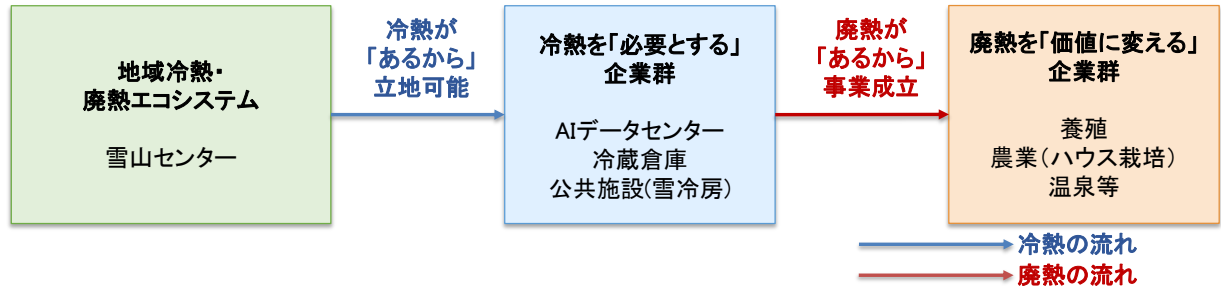 地域冷熱・
廃熱エコシステム
雪山センター
冷熱が
「あるから」
立地可能
冷熱を「必要とする」
企業群
AIデータセンター
冷蔵倉庫
公共施設(雪冷房)
廃熱が
「あるから」
事業成立
廃熱を「価値に変える」
企業群
養殖
農業(ハウス栽培)
温泉等
冷熱の流れ
廃熱の流れ